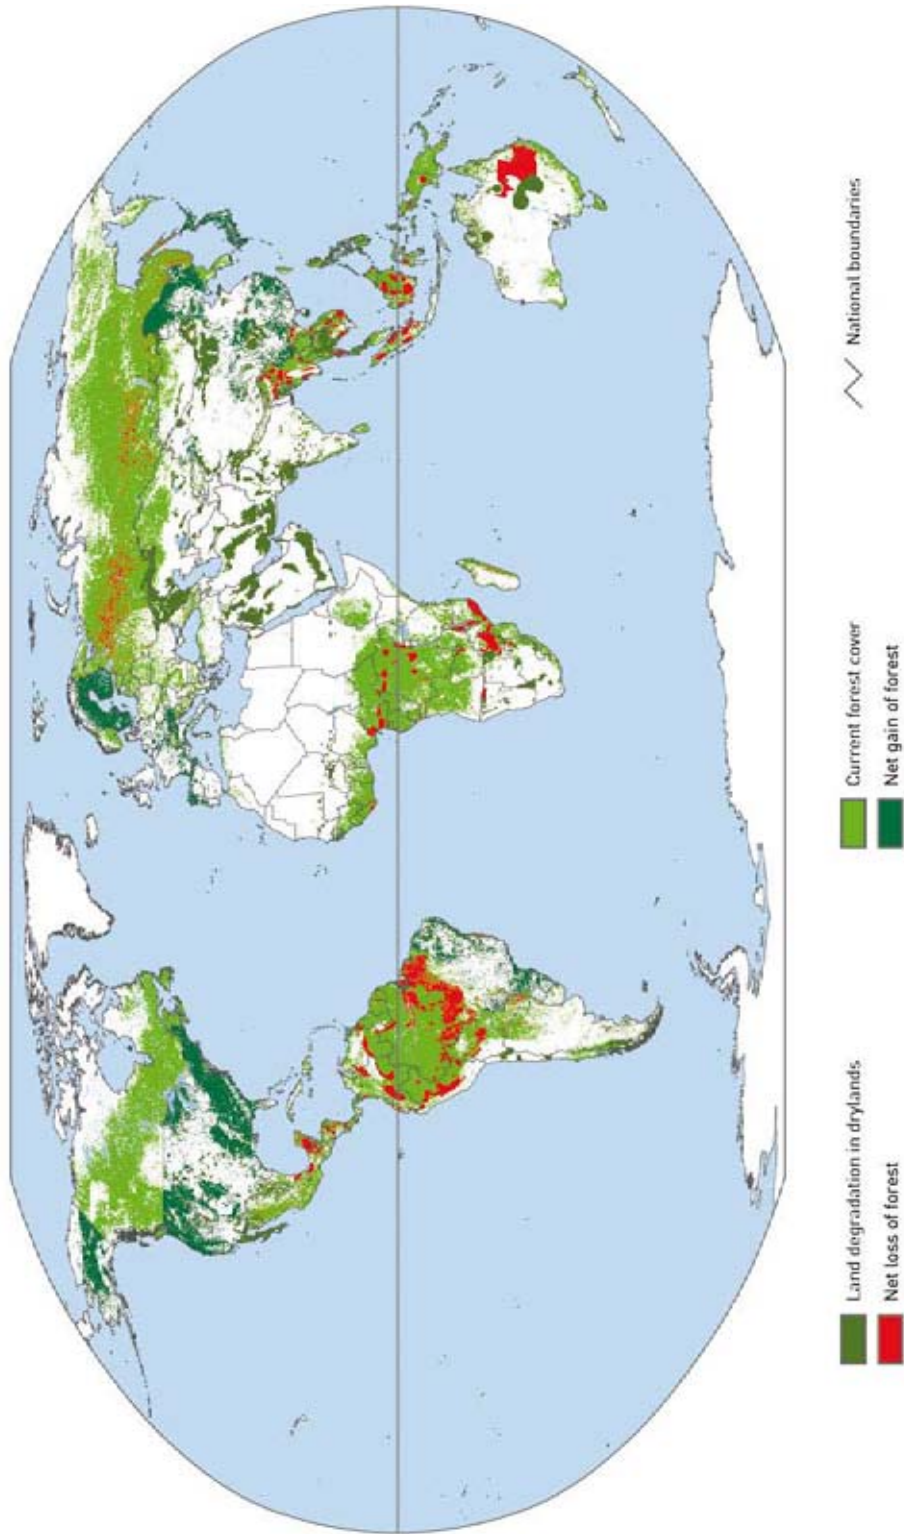 Land degradation in drylands
Net loss of forest
Current forest cover
Net gain of forest
National boundaries